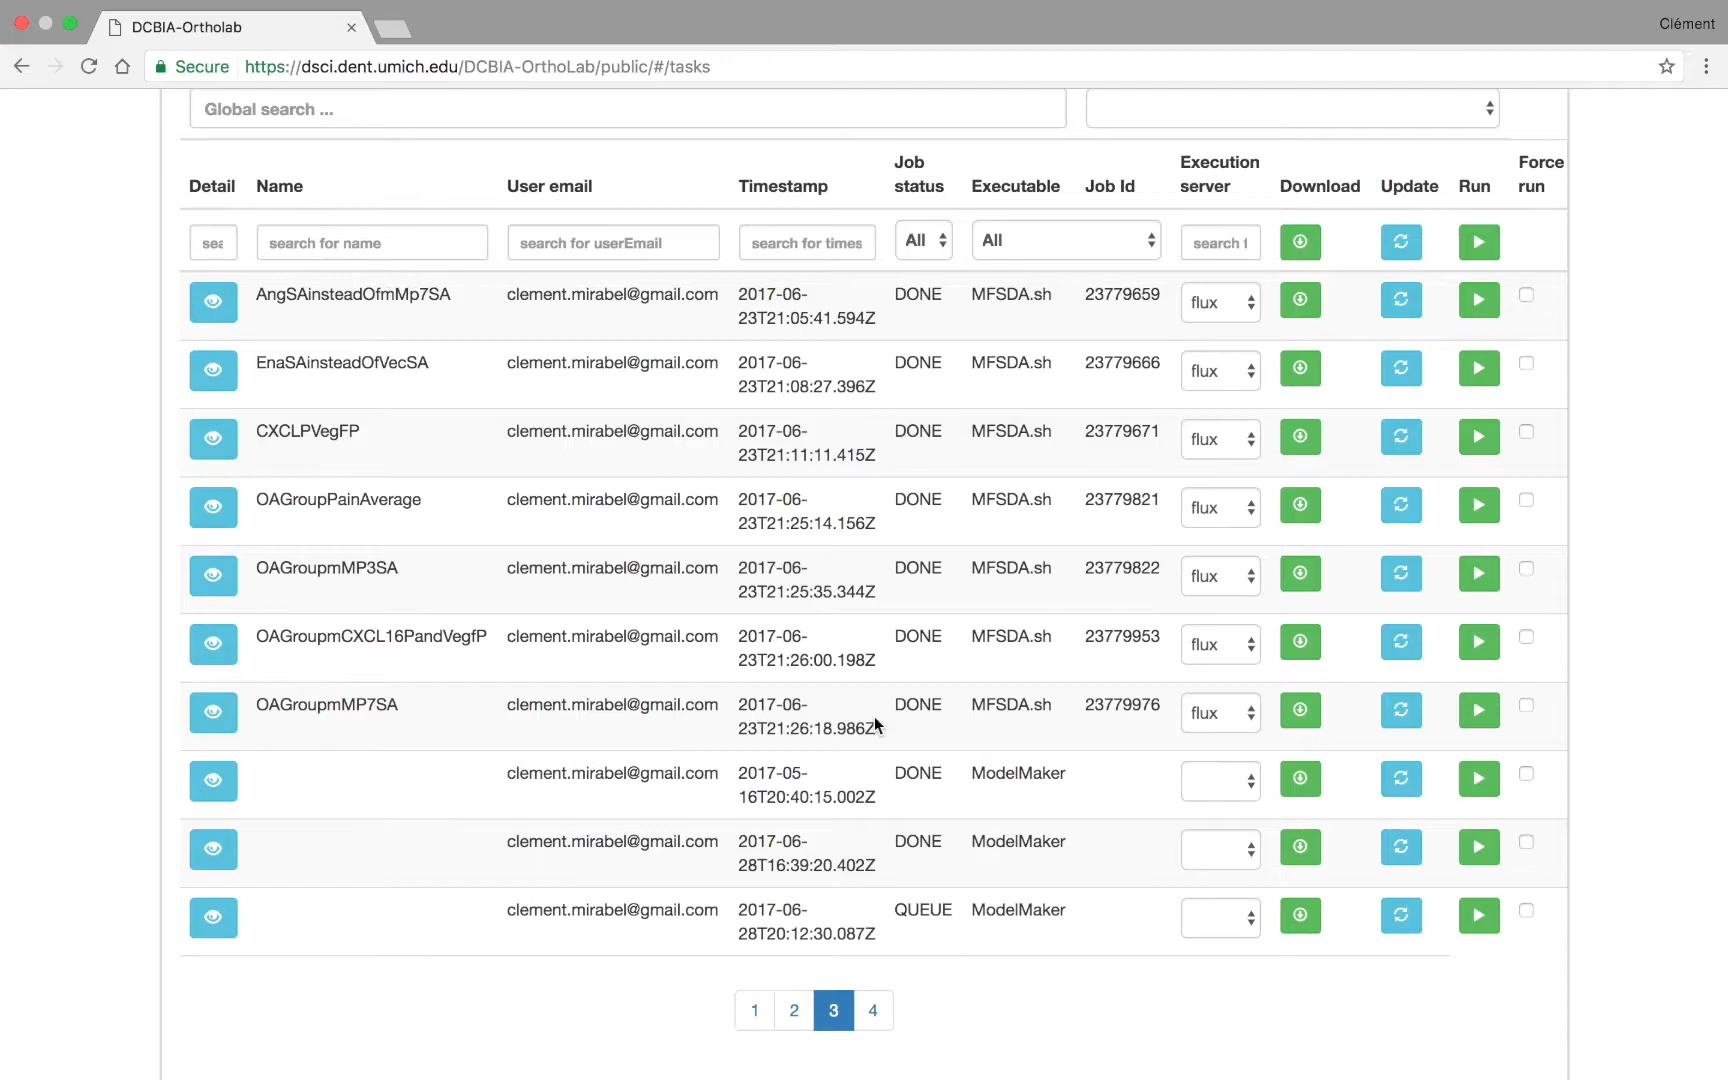 DCBIA-Ortholab
Clément
Secure https://dsci.dent.umich.edu/DCBIA-OrthoLab/public/#/tasks
Global search ...
Detail Name User email Timestamp Job status Executable Job Id Execution server Download Update Run Force run
sea search for name search for userEmail search for times All All search f
AngSAinsteadOfmMp7SA clement.mirabel@gmail.com 2017-06-23T21:05:41.594Z DONE MFSDA.sh 23779659 flux
EnaSAinsteadOfVecSA clement.mirabel@gmail.com 2017-06-23T21:08:27.396Z DONE MFSDA.sh 23779666 flux
CXCLPVegFP clement.mirabel@gmail.com 2017-06-23T21:11:11.415Z DONE MFSDA.sh 23779671 flux
OAGroupPainAverage clement.mirabel@gmail.com 2017-06-23T21:25:14.156Z DONE MFSDA.sh 23779821 flux
OAGroupmMP3SA clement.mirabel@gmail.com 2017-06-23T21:25:35.344Z DONE MFSDA.sh 23779822 flux
OAGroupmCXCL16PandVegfP clement.mirabel@gmail.com 2017-06-23T21:26:00.198Z DONE MFSDA.sh 23779953 flux
OAGroupmMP7SA clement.mirabel@gmail.com 2017-06-23T21:26:18.986Z DONE MFSDA.sh 23779976 flux
clement.mirabel@gmail.com 2017-05-16T20:40:15.002Z DONE ModelMaker
clement.mirabel@gmail.com 2017-06-28T16:39:20.402Z DONE ModelMaker
clement.mirabel@gmail.com 2017-06-28T20:12:30.087Z QUEUE ModelMaker
1 2 3 4